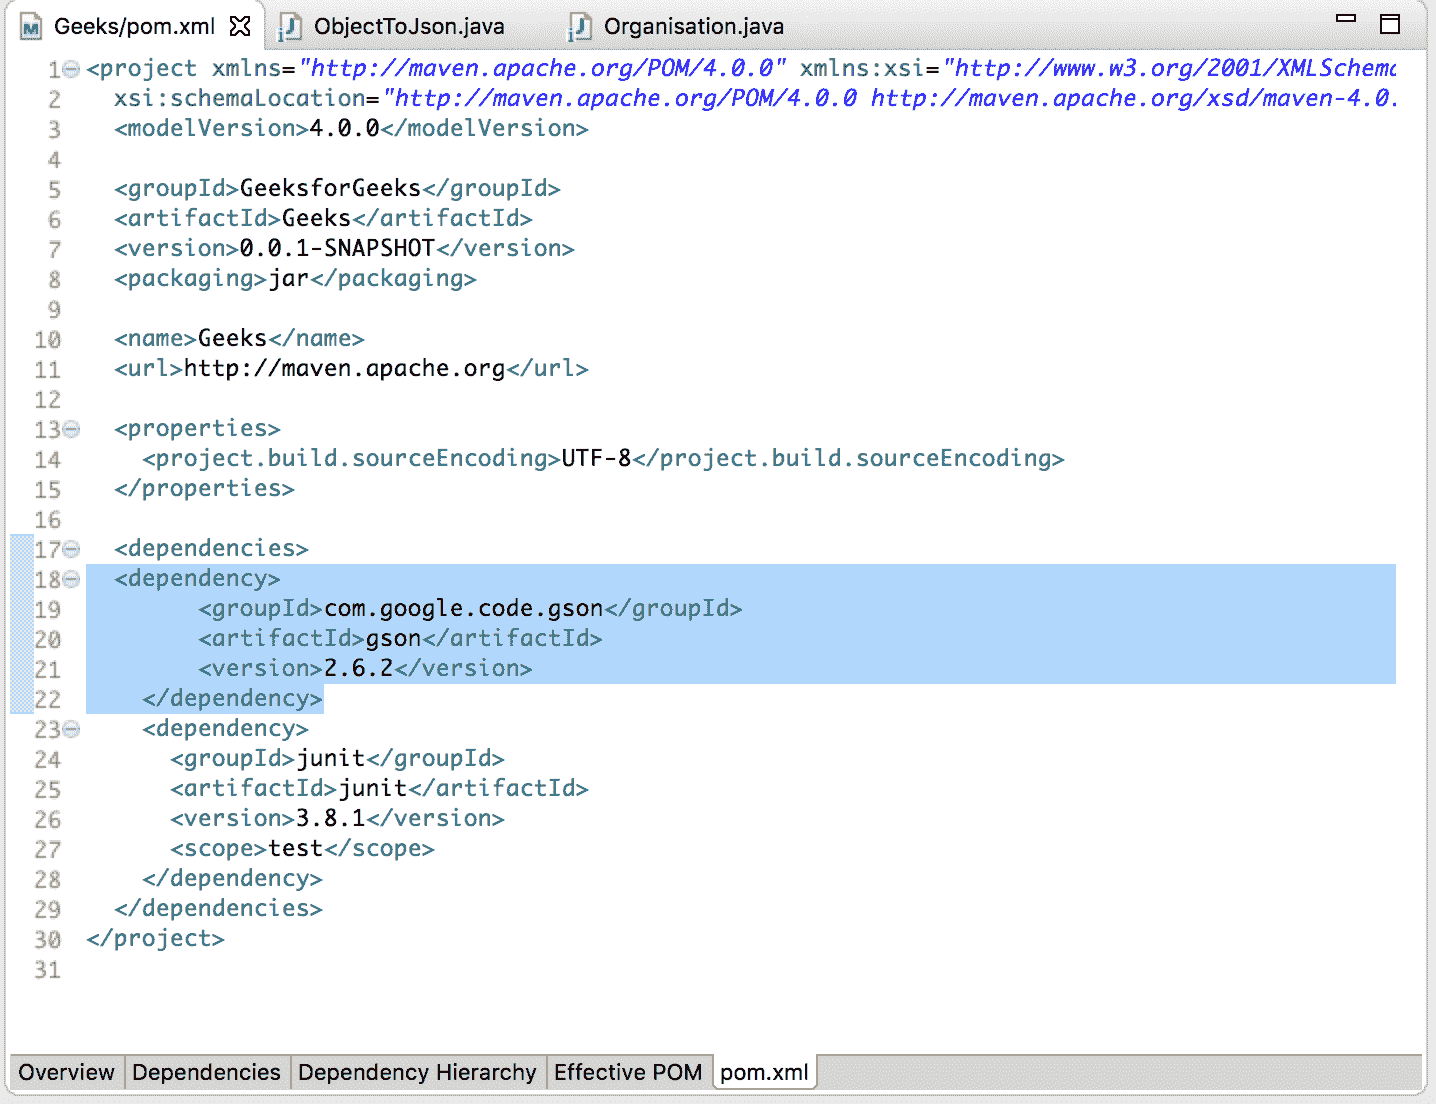 Geeks/pom.xml ObjectToJson.java Organisation.java
1 <project xmlns="http://maven.apache.org/POM/4.0.0" xmlns:xsi="http://www.w3.org/2001/XMLSchema
2 xsi:schemaLocation="http://maven.apache.org/POM/4.0.0 http://maven.apache.org/xsd/maven-4.0.
3 <modelVersion>4.0.0</modelVersion>
4
5 <groupId>GeeksforGeeks</groupId>
6 <artifactId>Geeks</artifactId>
7 <version>0.0.1-SNAPSHOT</version>
8 <packaging>jar</packaging>
9
10 <name>Geeks</name>
11 <url>http://maven.apache.org</url>
12
13 <properties>
14 <project.build.sourceEncoding>UTF-8</project.build.sourceEncoding>
15 </properties>
16
17 <dependencies>
18 <dependency>
19 <groupId>com.google.code.gson</groupId>
20 <artifactId>gson</artifactId>
21 <version>2.6.2</version>
22 </dependency>
23 <dependency>
24 <groupId>junit</groupId>
25 <artifactId>junit</artifactId>
26 <version>3.8.1</version>
27 <scope>test</scope>
28 </dependency>
29 </dependencies>
30 </project>
31
Overview Dependencies Dependency Hierarchy Effective POM pom.xml